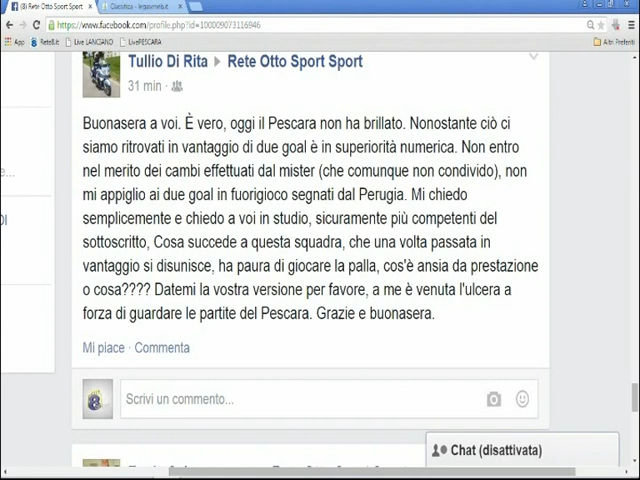 (8) Rete Otto Sport Sport
Classifica - legaserieb.it
https://www.facebook.com/profile.php?id=100009073116946
App
Rete8.it
Live LANCIANO
LivePESCARA
Altri Preferiti
Tullio Di Rita ▸ Rete Otto Sport Sport
31 min ·
Buonasera a voi. È vero, oggi il Pescara non ha brillato. Nonostante ciò ci
siamo ritrovati in vantaggio di due goal è in superiorità numerica. Non entro
nel merito dei cambi effettuati dal mister (che comunque non condivido), non
mi appiglio ai due goal in fuorigioco segnati dal Perugia. Mi chiedo
semplicemente e chiedo a voi in studio, sicuramente più competenti del
sottoscritto, Cosa succede a questa squadra, che una volta passata in
vantaggio si disunisce, ha paura di giocare la palla, cos'è ansia da prestazione
o cosa???? Datemi la vostra versione per favore, a me è venuta l'ulcera a
forza di guardare le partite del Pescara. Grazie e buonasera.
Mi piace · Commenta
Scrivi un commento...
Chat (disattivata)